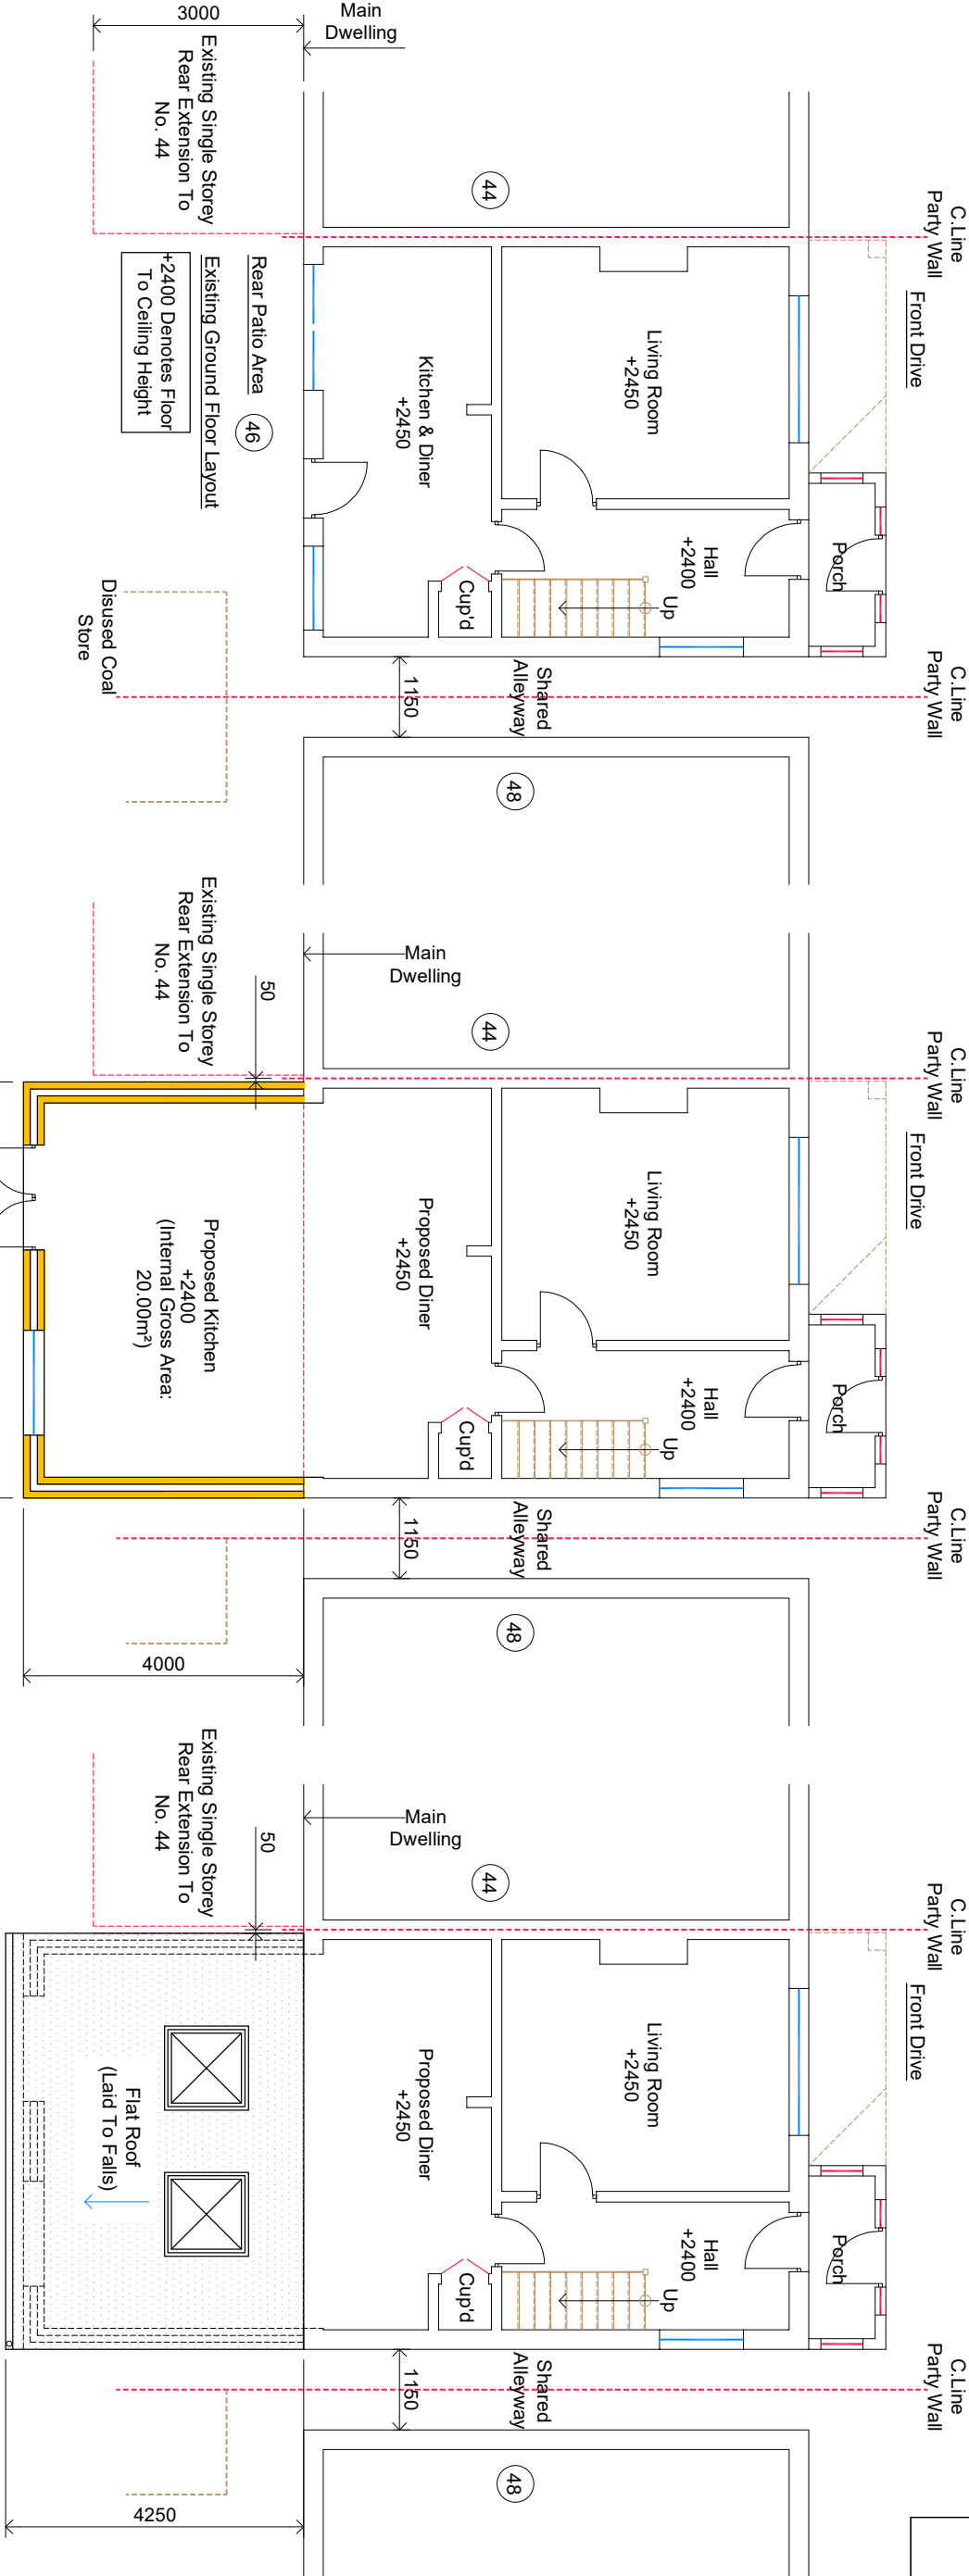 3000
Main
Dwelling
Existing Single Storey
Rear Extension To
No. 44
44
C.Line
Party Wall
Front Drive
Living Room
+2450
Kitchen & Diner
+2450
Rear Patio Area
46
Existing Ground Floor Layout
+2400 Denotes Floor
To Ceiling Height
Hall
+2400
Porch
Up
Cup'd
Disused Coal
Store
1150
Shared
Alleyway
C.Line
Party Wall
48
Existing Single Storey
Rear Extension To
No. 44
Main
Dwelling
50
44
C.Line
Party Wall
Front Drive
Living Room
+2450
Proposed Diner
+2450
Proposed Kitchen
+2400
(Internal Gross Area:
20.00m²)
Hall
+2400
Porch
Up
Cup'd
1150
Shared
Alleyway
C.Line
Party Wall
48
4000
Existing Single Storey
Rear Extension To
No. 44
Main
Dwelling
50
44
C.Line
Party Wall
Front Drive
Living Room
+2450
Proposed Diner
+2450
Flat Roof
(Laid To Falls)
Hall
+2400
Porch
Up
Cup'd
1150
Shared
Alleyway
C.Line
Party Wall
48
4250